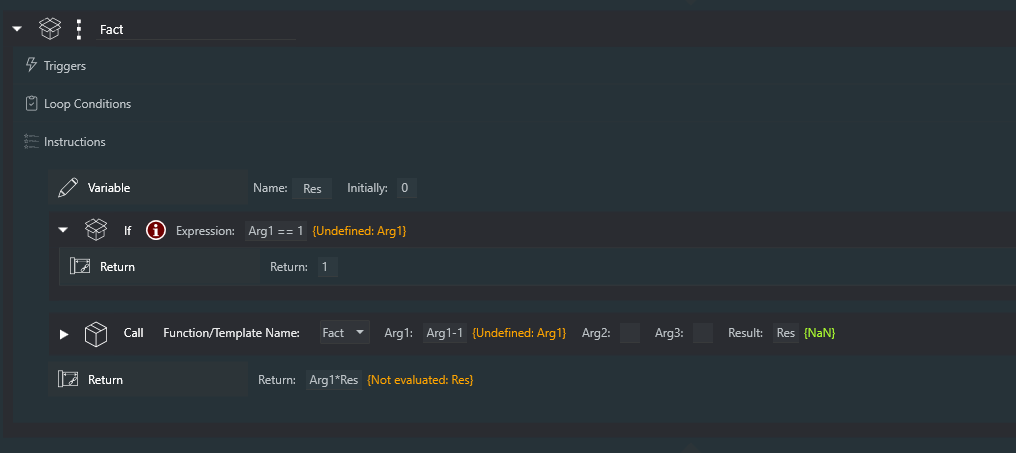 Fact
Triggers
Loop Conditions
Instructions
Variable Name: Res Initially: 0
If Expression: Arg1 == 1 {Undefined: Arg1}
Return Return: 1
Call Function/Template Name: Fact Arg1: Arg1-1 {Undefined: Arg1} Arg2: Arg3: Result: Res {NaN}
Return Return: Arg1*Res {Not evaluated: Res}